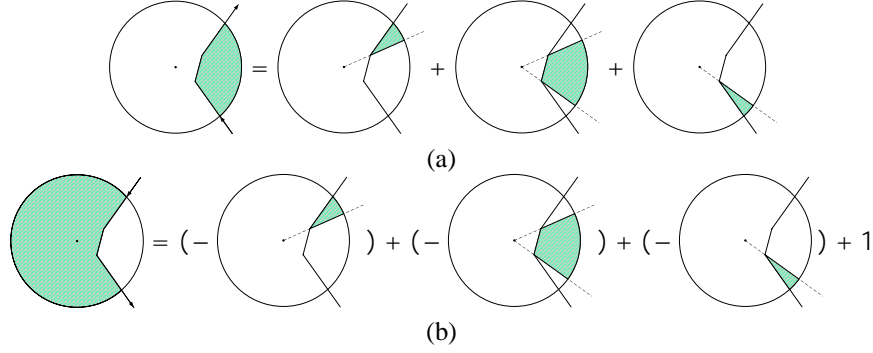 = + +
(a)
= (− ) + (− ) + (− ) + 1
(b)